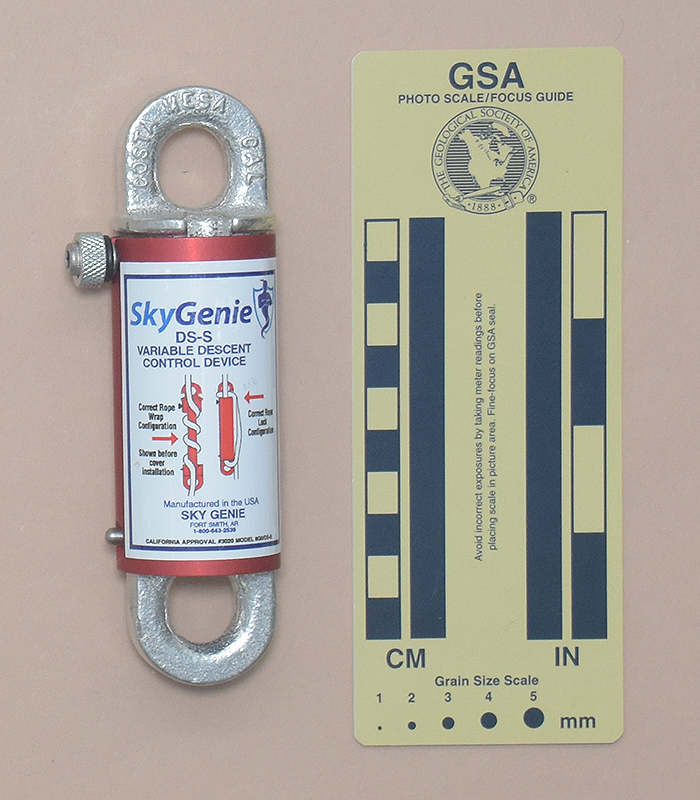 COSTA MESA CAL
SkyGenie
DS-S
VARIABLE DESCENT
CONTROL DEVICE
Correct Rope
Wrap
Configuration
Shown before
cover
installation
Correct Rope
Lock
Configuration
Manufactured in the USA
SKY GENIE
FORT SMITH, AR
1-800-643-2539
CALIFORNIA APPROVAL #3020 MODEL
GSA
PHOTO SCALE/FOCUS GUIDE
THE GEOLOGICAL SOCIETY OF AMERICA
· 1888 ·
®
Avoid incorrect exposures by taking meter readings before
placing scale in picture area. Fine-focus on GSA seal.
CM
IN
Grain Size Scale
1 2 3 4 5
mm